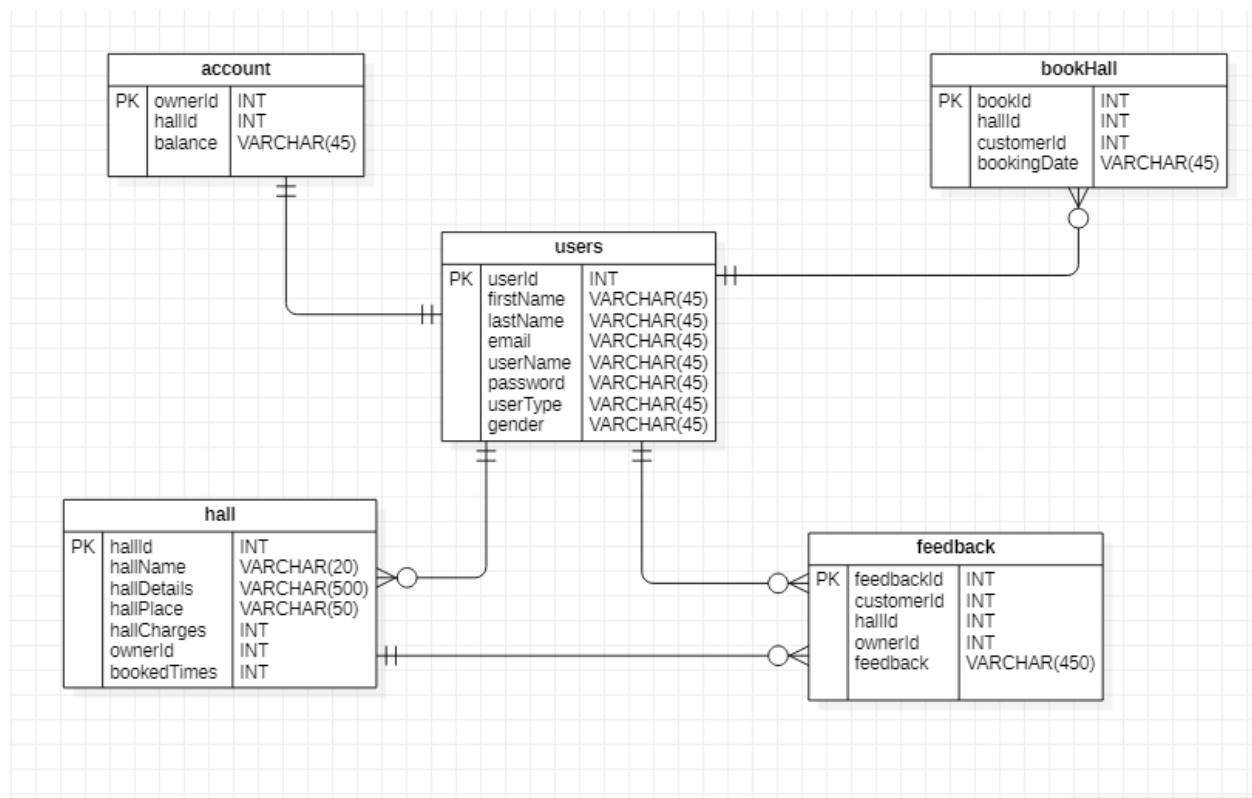 account
PK ownerId INT
hallId INT
balance VARCHAR(45)
bookHall
PK bookId INT
hallId INT
customerId INT
bookingDate VARCHAR(45)
users
PK userId INT
firstName VARCHAR(45)
lastName VARCHAR(45)
email VARCHAR(45)
userName VARCHAR(45)
password VARCHAR(45)
userType VARCHAR(45)
gender VARCHAR(45)
hall
PK hallId INT
hallName VARCHAR(20)
hallDetails VARCHAR(500)
hallPlace VARCHAR(50)
hallCharges INT
ownerId INT
bookedTimes INT
feedback
PK feedbackId INT
customerId INT
hallId INT
ownerId INT
feedback VARCHAR(450)